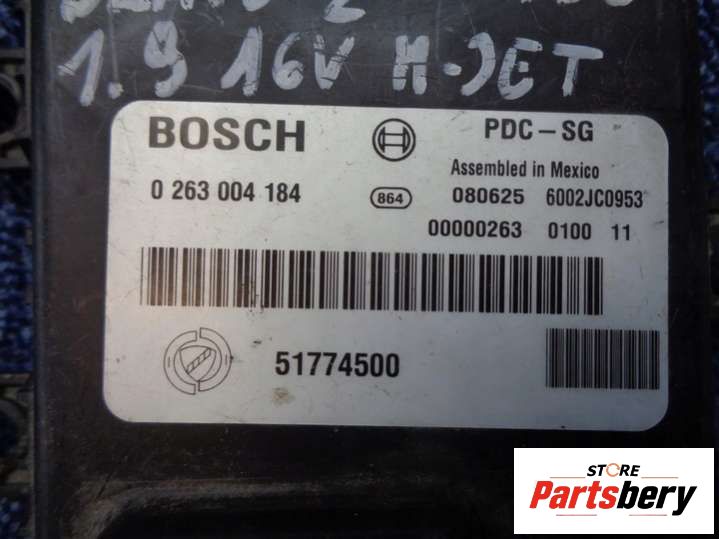 1.9 16V M-JET
BOSCH PDC-SG
Assembled in Mexico
0 263 004 184 864 080625 6002JC0953
00000263 0100 11
51774500
STORE
Partsbery